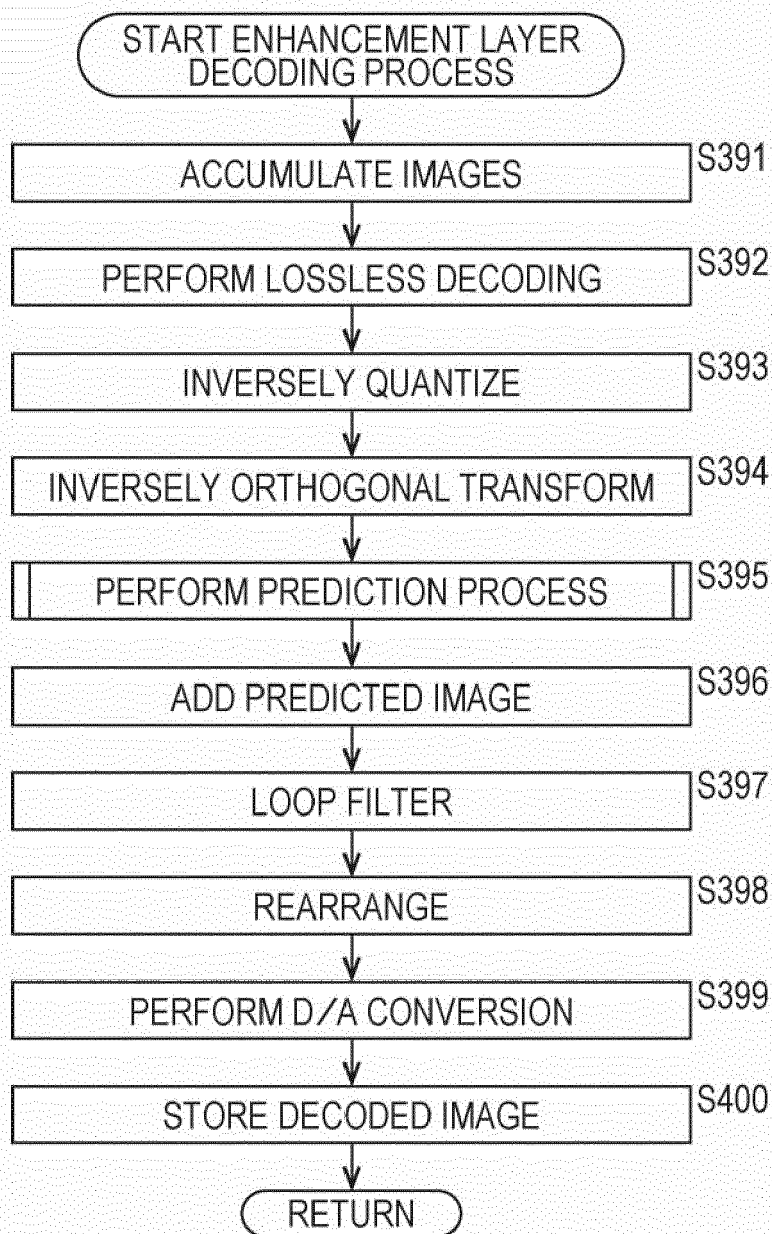 START ENHANCEMENT LAYER
DECODING PROCESS
ACCUMULATE IMAGES
S391
PERFORM LOSSLESS DECODING
S392
INVERSELY QUANTIZE
S393
INVERSELY ORTHOGONAL TRANSFORM
S394
PERFORM PREDICTION PROCESS
S395
ADD PREDICTED IMAGE
S396
LOOP FILTER
S397
REARRANGE
S398
PERFORM D/A CONVERSION
S399
STORE DECODED IMAGE
S400
RETURN